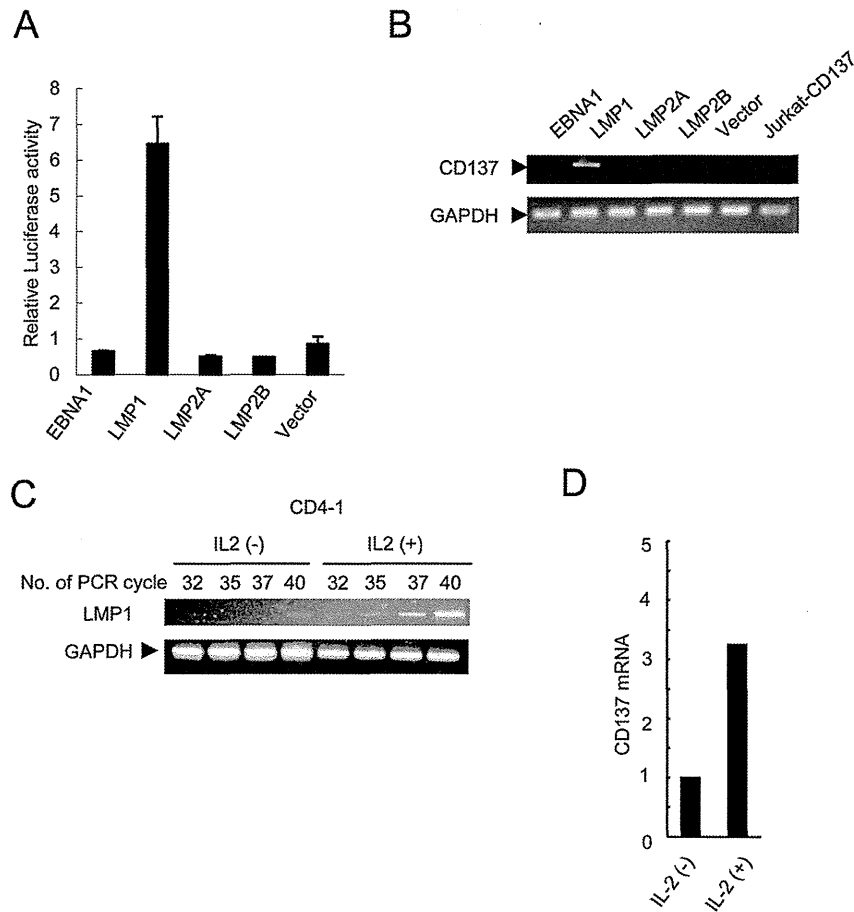 A
Relative Luciferase activity
8
7
6
5
4
3
2
1
0
EBNA1
LMP1
LMP2A
LMP2B
Vector
B
EBNA1
LMP1
LMP2A
LMP2B
Vector
Jurkat-CD137
CD137
GAPDH
C
CD4-1
IL2 (-) IL2 (+)
No. of PCR cycle 32 35 37 40 32 35 37 40
LMP1
GAPDH
D
CD137 mRNA
5
4
3
2
1
0
IL-2 (-)
IL-2 (+)